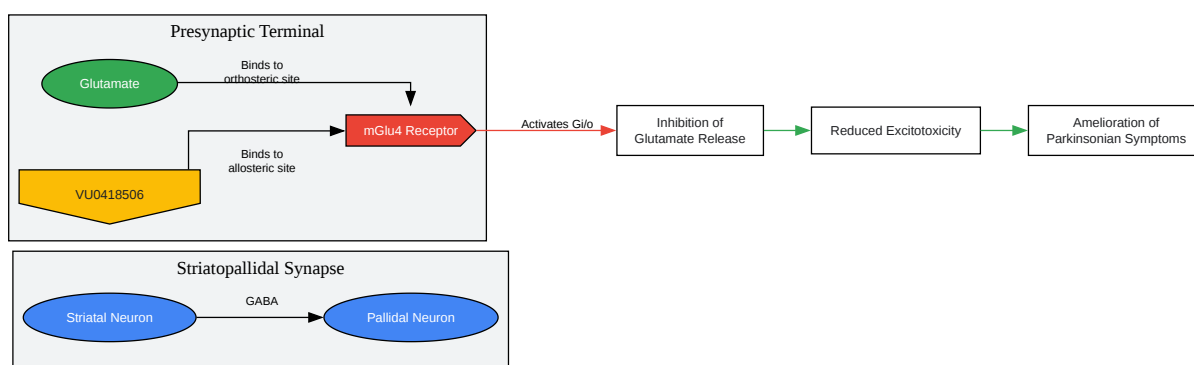 Presynaptic Terminal
Glutamate
Binds to
orthosteric site
mGlu4 Receptor
Binds to
allosteric site
VU0418506
Activates Gi/o
Inhibition of
Glutamate Release
Reduced Excitotoxicity
Amelioration of
Parkinsonian Symptoms
Striatopallidal Synapse
Striatal Neuron
GABA
Pallidal Neuron